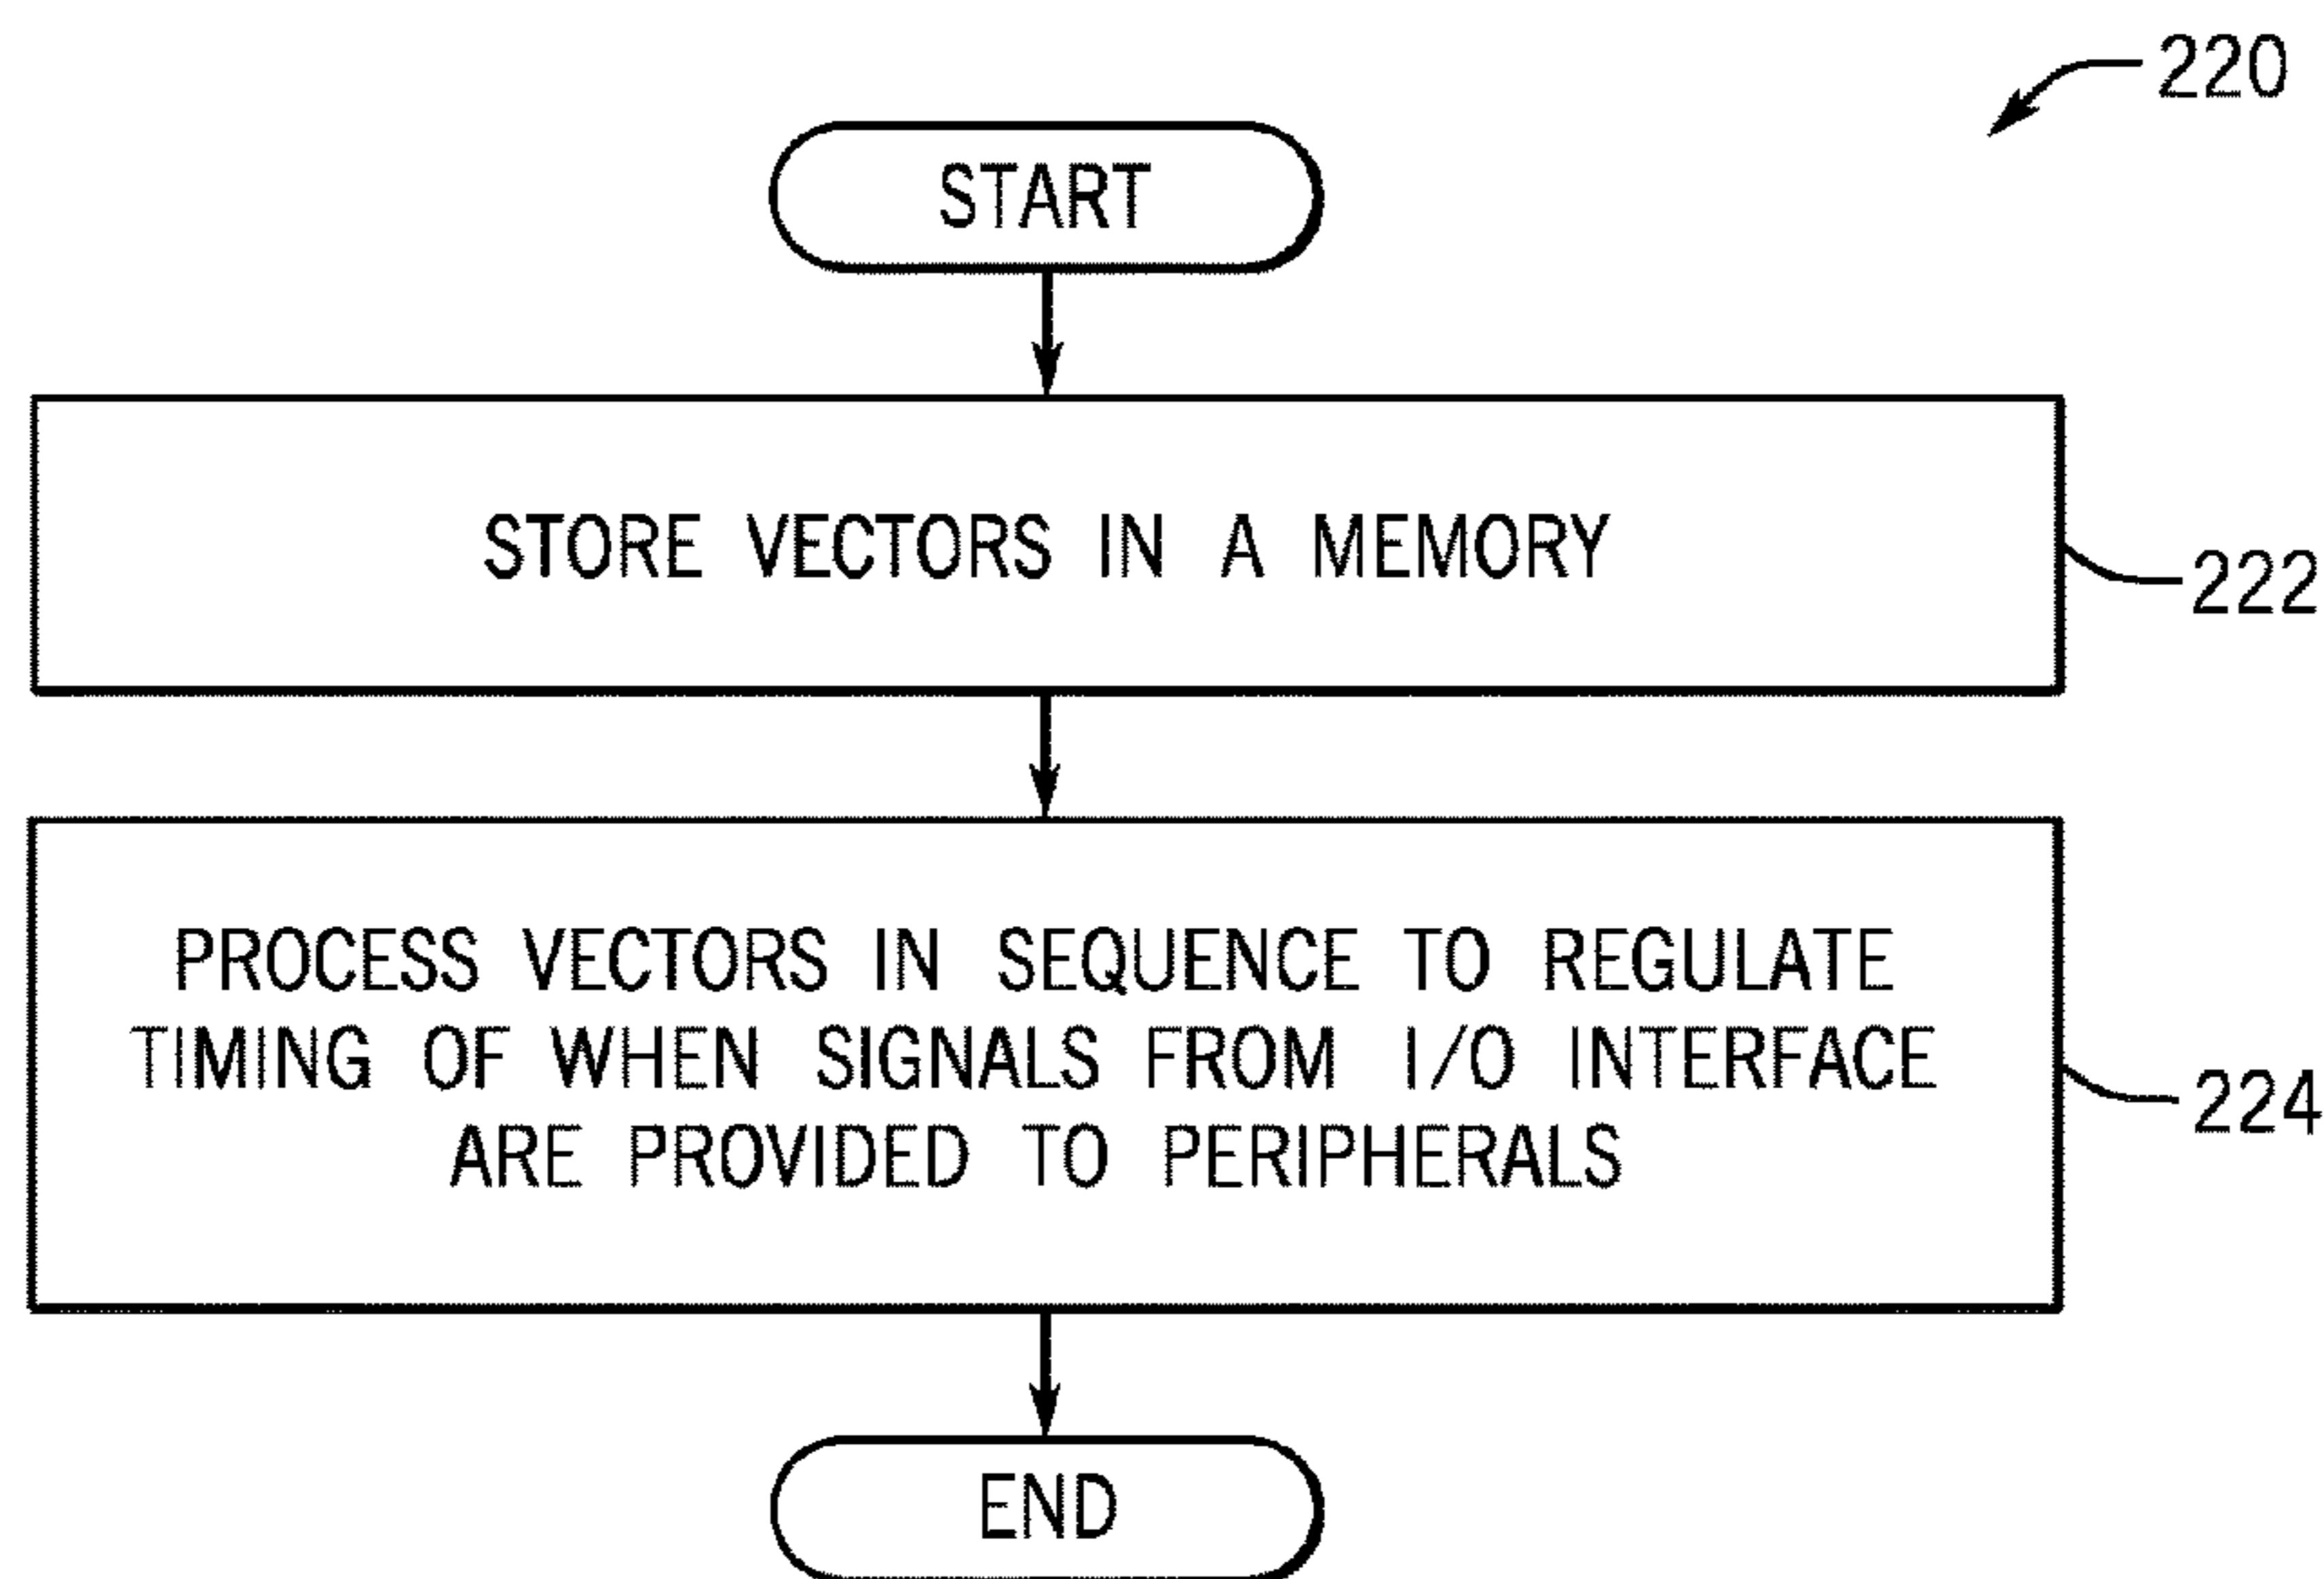 220
START
STORE VECTORS IN A MEMORY
222
PROCESS VECTORS IN SEQUENCE TO REGULATE
TIMING OF WHEN SIGNALS FROM I/O INTERFACE
ARE PROVIDED TO PERIPHERALS
224
END